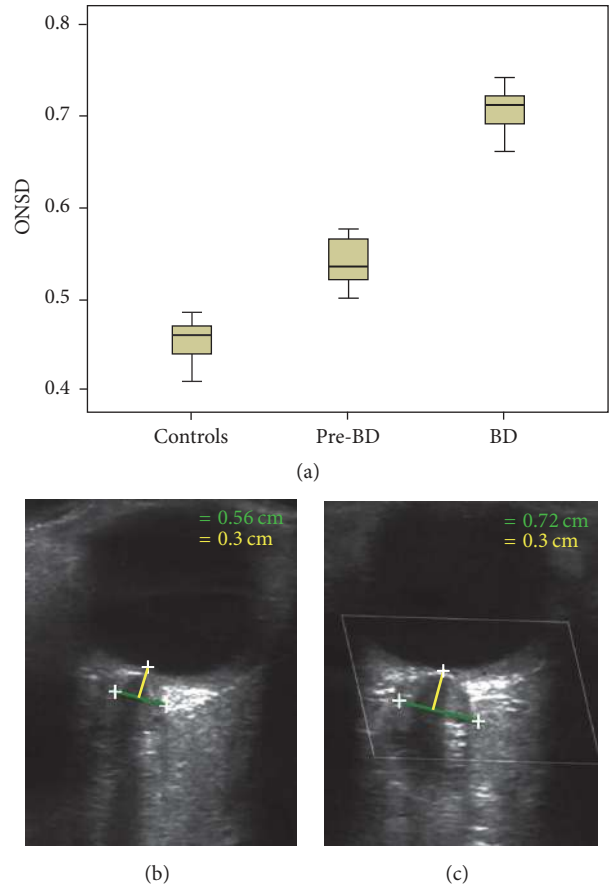 0.8
0.7
0.6
0.5
0.4
ONSD
Controls Pre-BD BD
(a)
= 0.56 cm
= 0.3 cm
= 0.72 cm
= 0.3 cm
(b) (c)